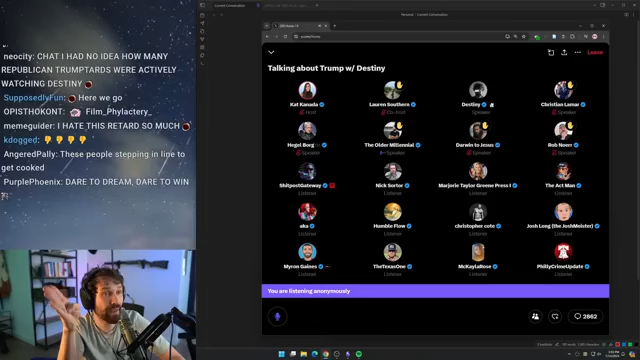 neocity: CHAT I HAD NO IDEA HOW MANY
REPUBLICAN TRUMPTARDS WERE ACTIVELY
WATCHING DESTINY
SupposedlyFun: Here we go
OPISTHOKONT: Film_Phylactery_
memeguider: I HATE THIS RETARD SO MUCH
kdogged:
AngeredPally: These people stepping in line to
get cooked
PurplePhoenix: DARE TO DREAM, DARE TO WIN
Leave
Talking about Trump w/ Destiny
Kat Kanada
Host
Lauren Southern
Co-host
Destiny
Speaker
Christian Lamar
Speaker
Hegel Borg
Speaker
The Older Millennial
Speaker
Darwin to Jesus
Speaker
Rob Noerr
Speaker
ShitpostGateway
Listener
Nick Sortor
Listener
Marjorie Taylor Greene Press
Listener
The Act Man
Listener
aka
Listener
Humble Flow
Listener
christopher cote
Listener
Josh Long (the JoshMeister)
Listener
Myron Gaines
Listener
TheTexasOne
Listener
McKaylaRose
Listener
PhillyCrimeUpdate
Listener
You are listening anonymously
2862